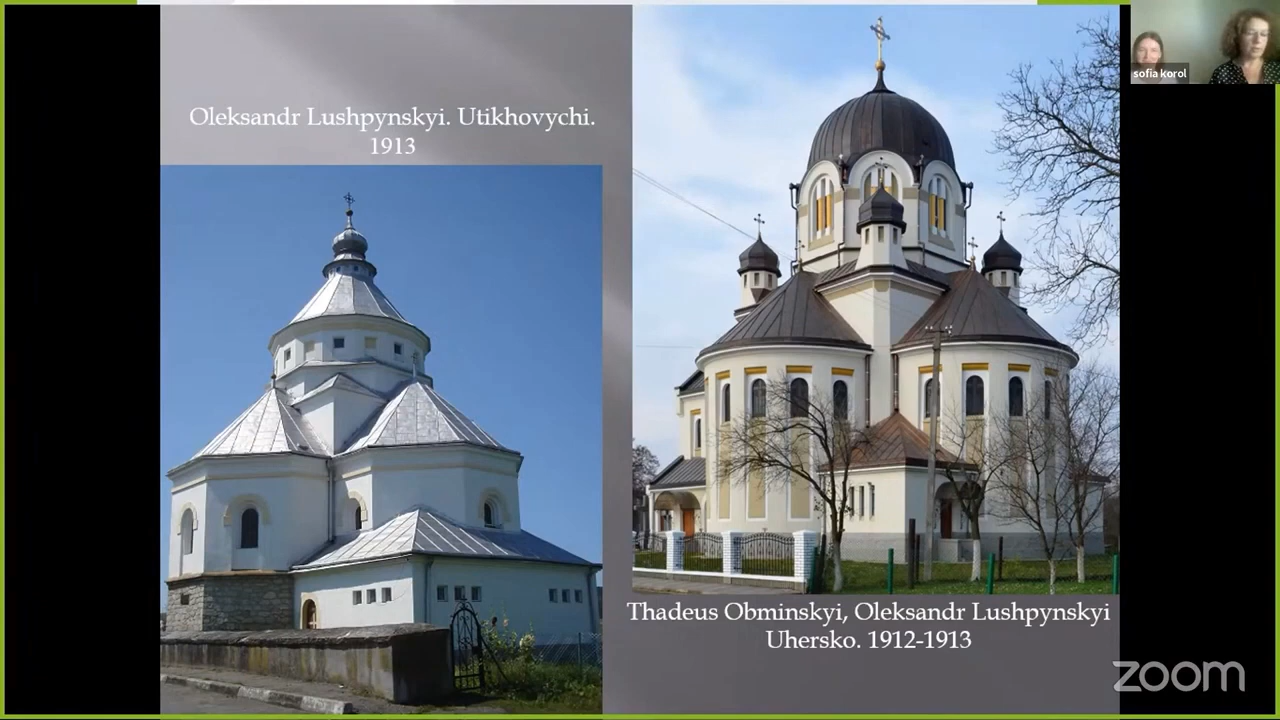 Oleksandr Lushpynskyi. Utikhovychi.
1913
Thadeus Obminskyi, Oleksandr Lushpynskyi
Uhersko. 1912-1913
sofia korol
zoom